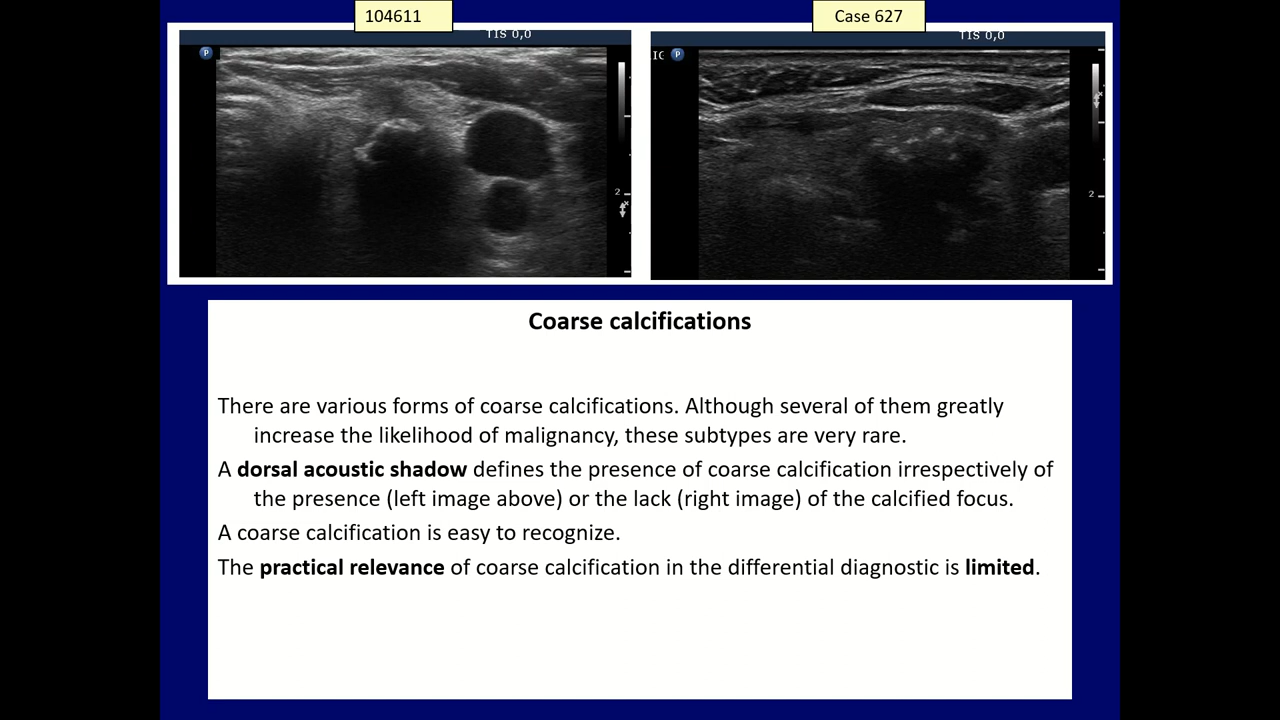 104611
Case 627
TIS 0,0
TIS 0,0
P
P
2
2
Coarse calcifications
There are various forms of coarse calcifications. Although several of them greatly
increase the likelihood of malignancy, these subtypes are very rare.
A dorsal acoustic shadow defines the presence of coarse calcification irrespectively of
the presence (left image above) or the lack (right image) of the calcified focus.
A coarse calcification is easy to recognize.
The practical relevance of coarse calcification in the differential diagnostic is limited.